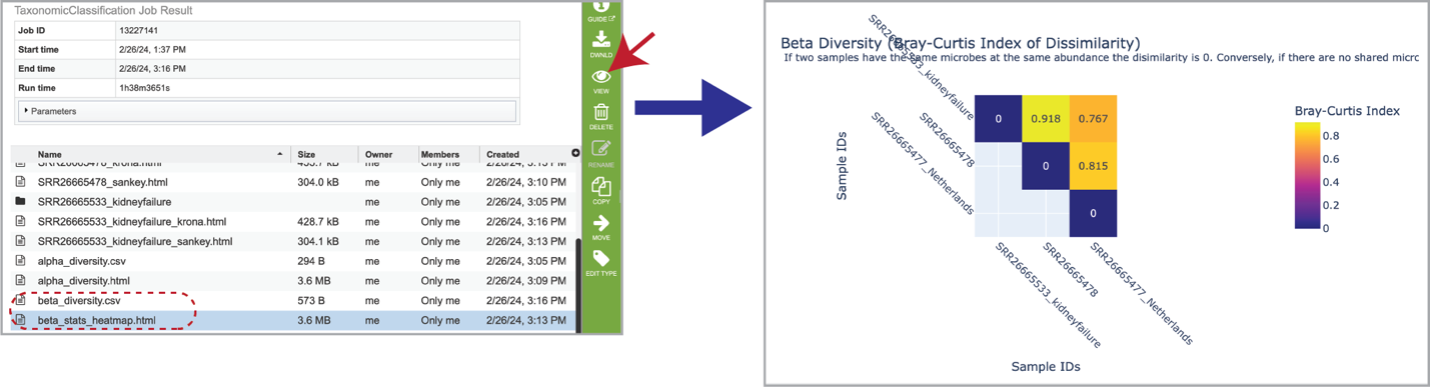 TaxonomicClassification Job Result
Job ID 13227141
Start time 2/26/24, 1:37 PM
End time 2/26/24, 3:16 PM
Run time 1h38m3651s
Parameters
Name Size Owner Members Created
SRR26665478_krona.html 433.7 kB me Only me 2/26/24, 3:13 PM
SRR26665478_sankey.html 304.0 kB me Only me 2/26/24, 3:10 PM
SRR26665533_kidneyfailure me Only me 2/26/24, 3:05 PM
SRR26665533_kidneyfailure_krona.html 428.7 kB me Only me 2/26/24, 3:16 PM
SRR26665533_kidneyfailure_sankey.html 304.1 kB me Only me 2/26/24, 3:13 PM
alpha_diversity.csv 294 B me Only me 2/26/24, 3:05 PM
alpha_diversity.html 3.6 MB me Only me 2/26/24, 3:09 PM
beta_diversity.csv 573 B me Only me 2/26/24, 3:16 PM
beta_stats_heatmap.html 3.6 MB me Only me 2/26/24, 3:13 PM
GUIDE
DWNLD
VIEW
DELETE
RENAME
COPY
MOVE
EDIT TYPE
Beta Diversity (Bray-Curtis Index of Dissimilarity)
If two samples have the same microbes at the same abundance the disimilarity is 0. Conversely, if there are no shared micro
Sample IDs
SRR26665533_kidneyfailure
SRR26665478
SRR26665477_Netherlands
0 0.918 0.767
0 0.815
0
SRR26665533_kidneyfailure
SRR26665478
SRR26665477_Netherlands
Sample IDs
Bray-Curtis Index
0.8
0.6
0.4
0.2
0